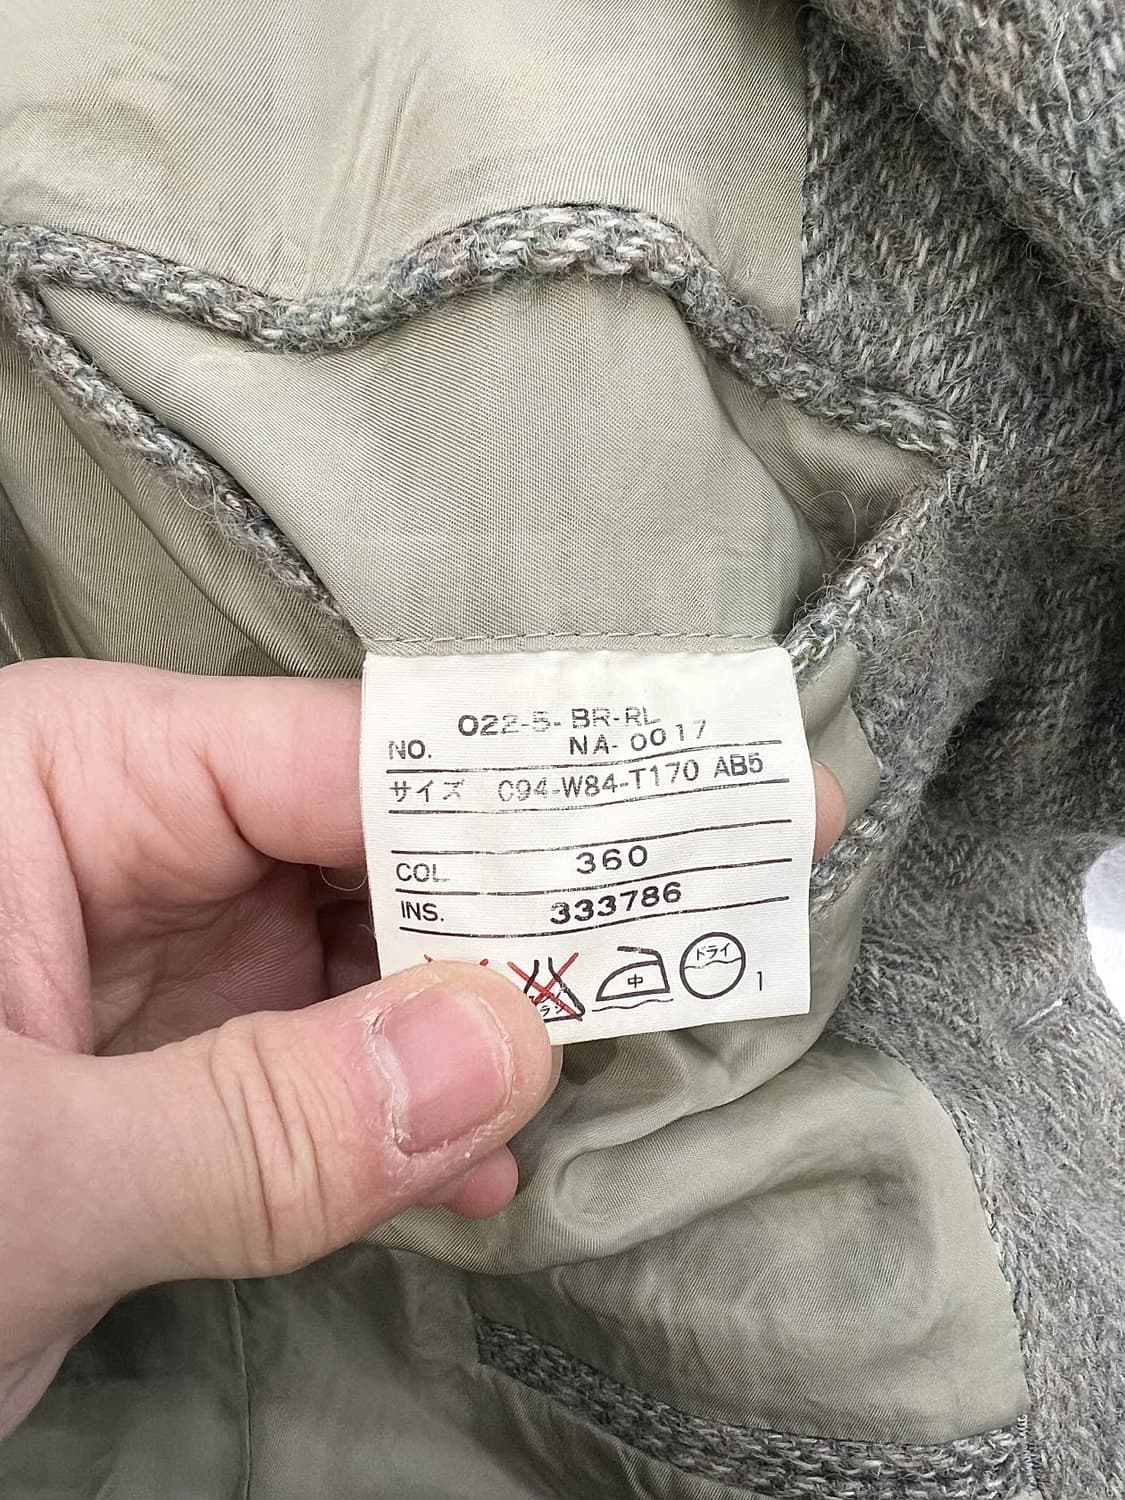 022-5-BR-RL
NO. NA-0017
サイズ 094-W84-T170 AB5
COL 360
INS. 333786
中
ドライ
1